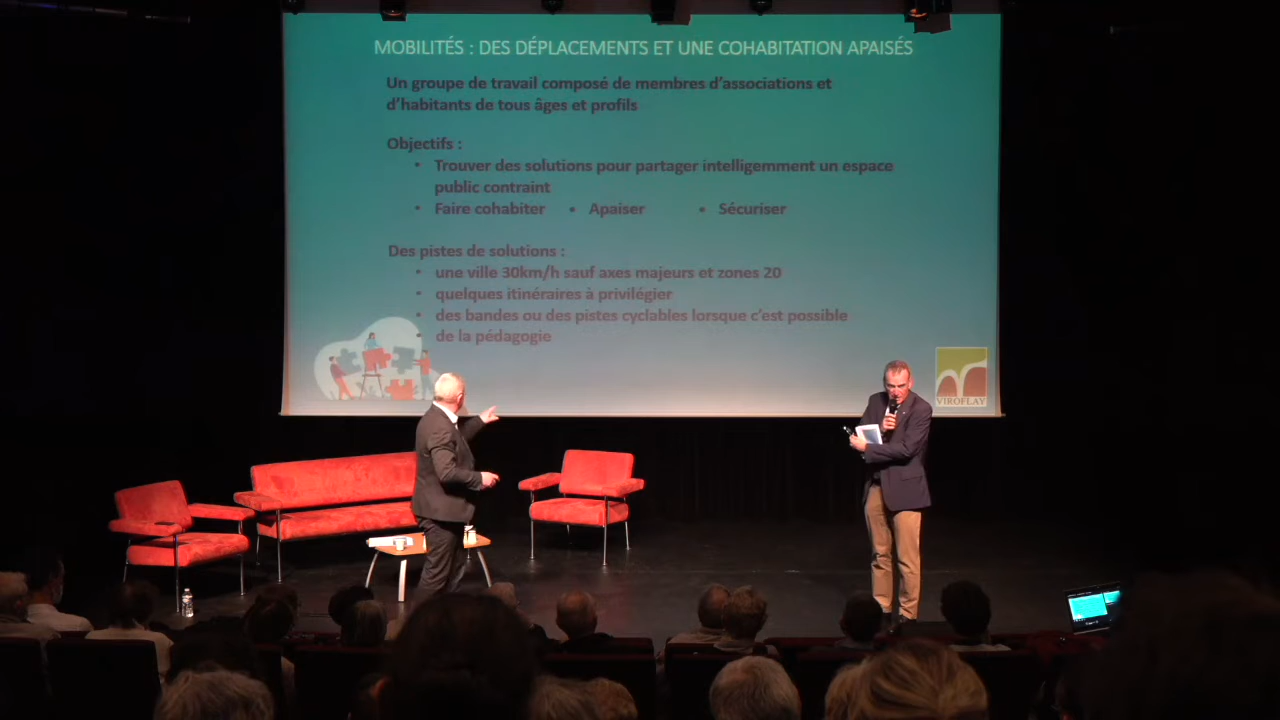 MOBILITÉS : DES DÉPLACEMENTS ET UNE COHABITATION APAISÉS
Un groupe de travail composé de membres d'associations et
d'habitants de tous âges et profils
Objectifs :
• Trouver des solutions pour partager intelligemment un espace
public contraint
• Faire cohabiter • Apaiser • Sécuriser
Des pistes de solutions :
• une ville 30km/h sauf axes majeurs et zones 20
• quelques itinéraires à privilégier
• des bandes ou des pistes cyclables lorsque c'est possible
• de la pédagogie
VIROFLAY